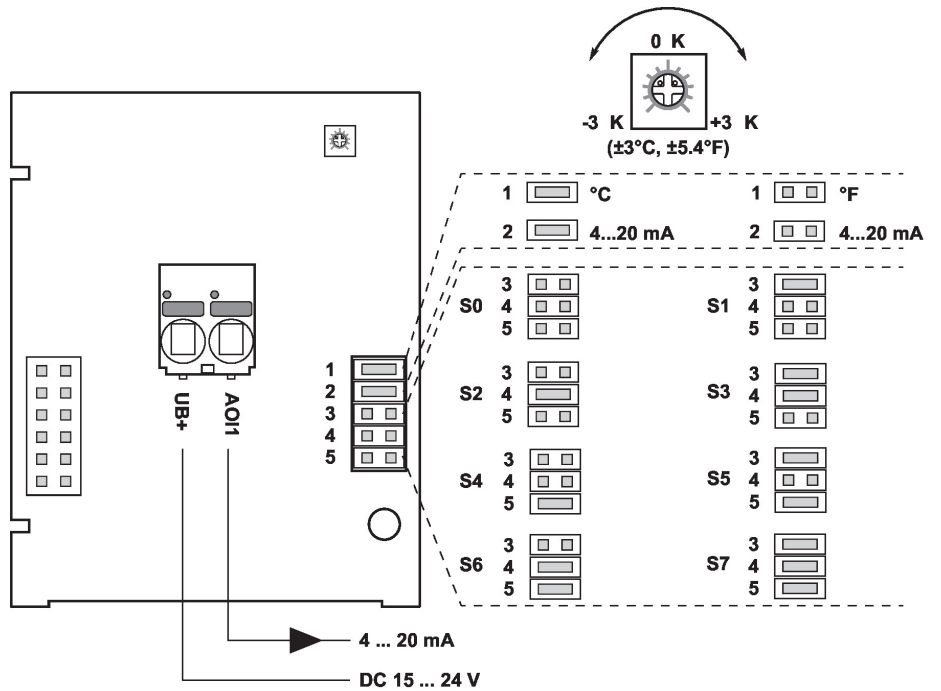 0 K
-3 K
+3 K
(±3°C, ±5.4°F)
1 °C
1 °F
2 4...20 mA
2 4...20 mA
S0 3 4 5
S1 3 4 5
S2 3 4 5
S3 3 4 5
S4 3 4 5
S5 3 4 5
S6 3 4 5
S7 3 4 5
1
2
3
4
5
UB+
AOI1
4 ... 20 mA
DC 15 ... 24 V